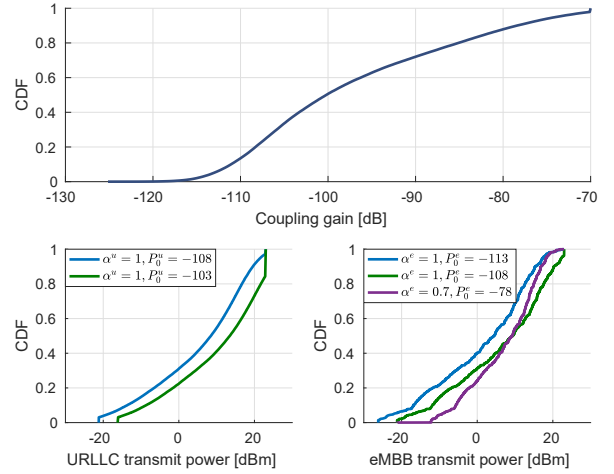 1
0.8
0.6
0.4
0.2
0
CDF
-130 -120 -110 -100 -90 -80 -70
Coupling gain [dB]
1
0.8
0.6
0.4
0.2
0
CDF
α^u = 1, P_0^u = −108
α^u = 1, P_0^u = −103
-20 0 20
URLLC transmit power [dBm]
1
0.8
0.6
0.4
0.2
0
CDF
α^e = 1, P_0^e = −113
α^e = 1, P_0^e = −108
α^e = 0.7, P_0^e = −78
-20 0 20
eMBB transmit power [dBm]